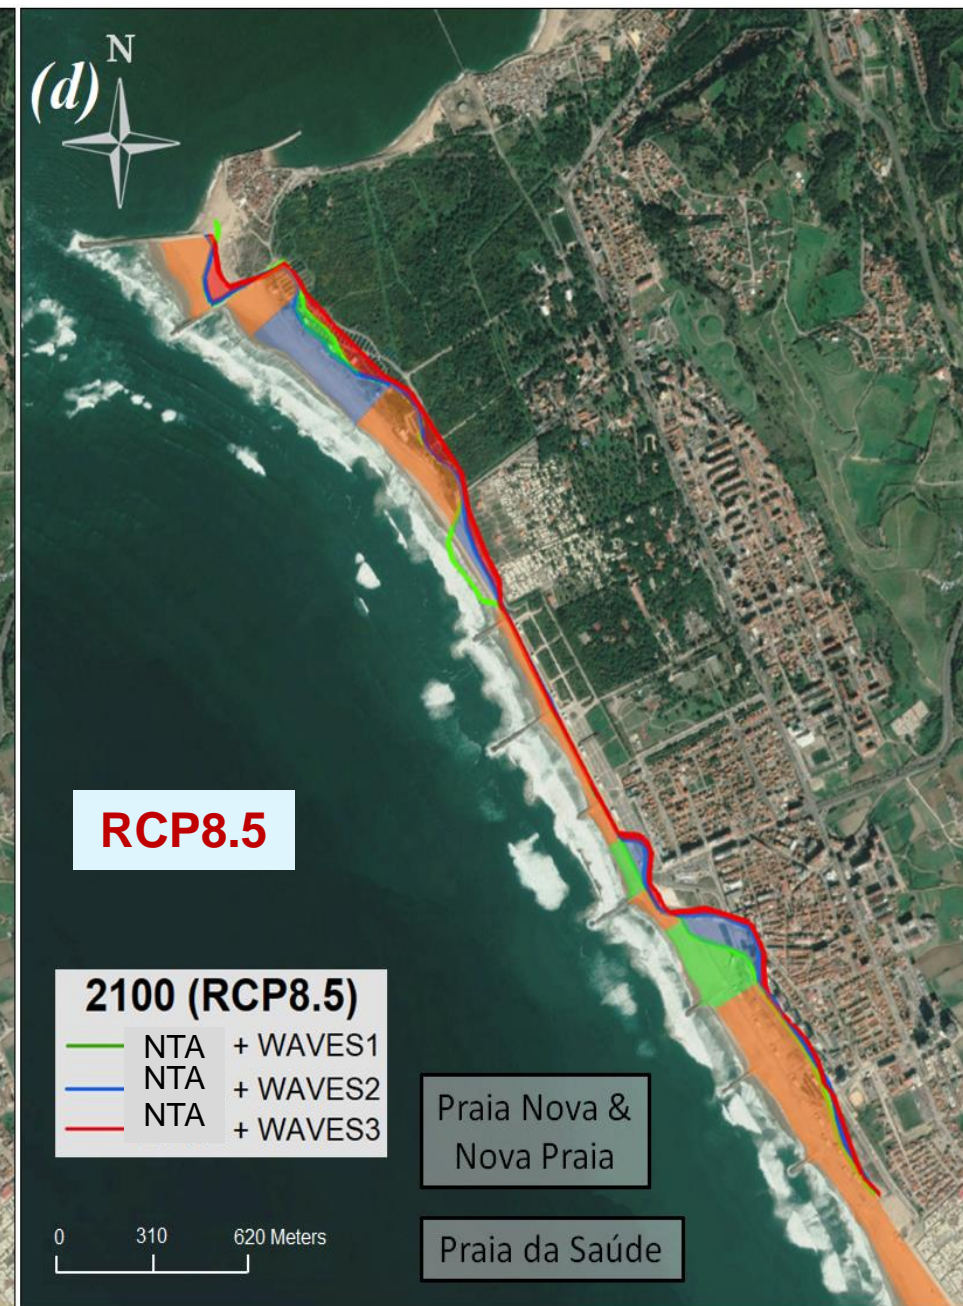 (d)
N
RCP8.5
2100 (RCP8.5)
NTA + WAVES1
NTA + WAVES2
NTA + WAVES3
Praia Nova &
Nova Praia
Praia da Saúde
0 310 620 Meters